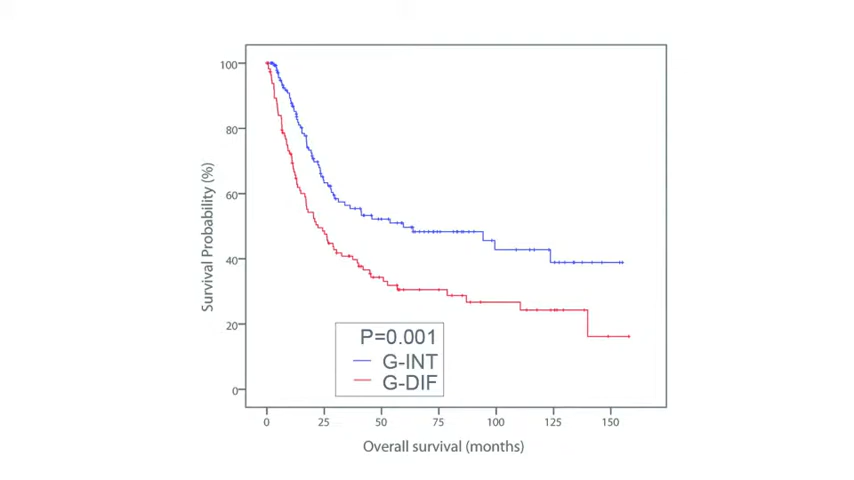 100
80
60
40
20
0
Survival Probability (%)
P=0.001
G-INT
G-DIF
0 25 50 75 100 125 150
Overall survival (months)